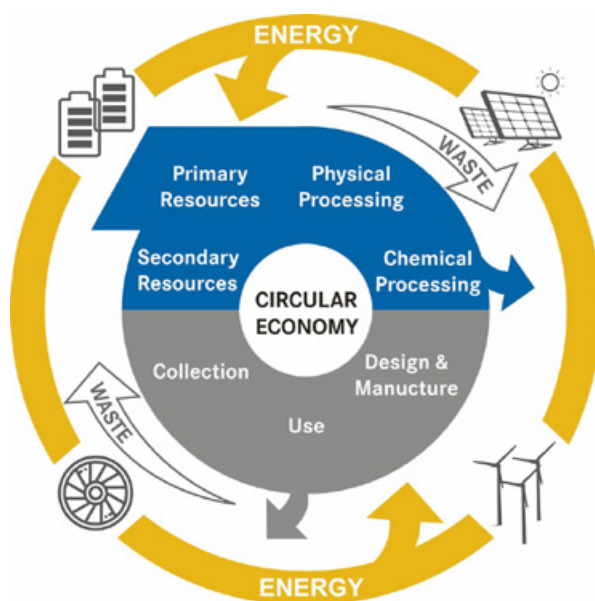 ENERGY
WASTE
Primary
Resources
Physical
Processing
Secondary
Resources
Chemical
Processing
CIRCULAR
ECONOMY
Collection
Design &
Manucture
Use
WASTE
ENERGY